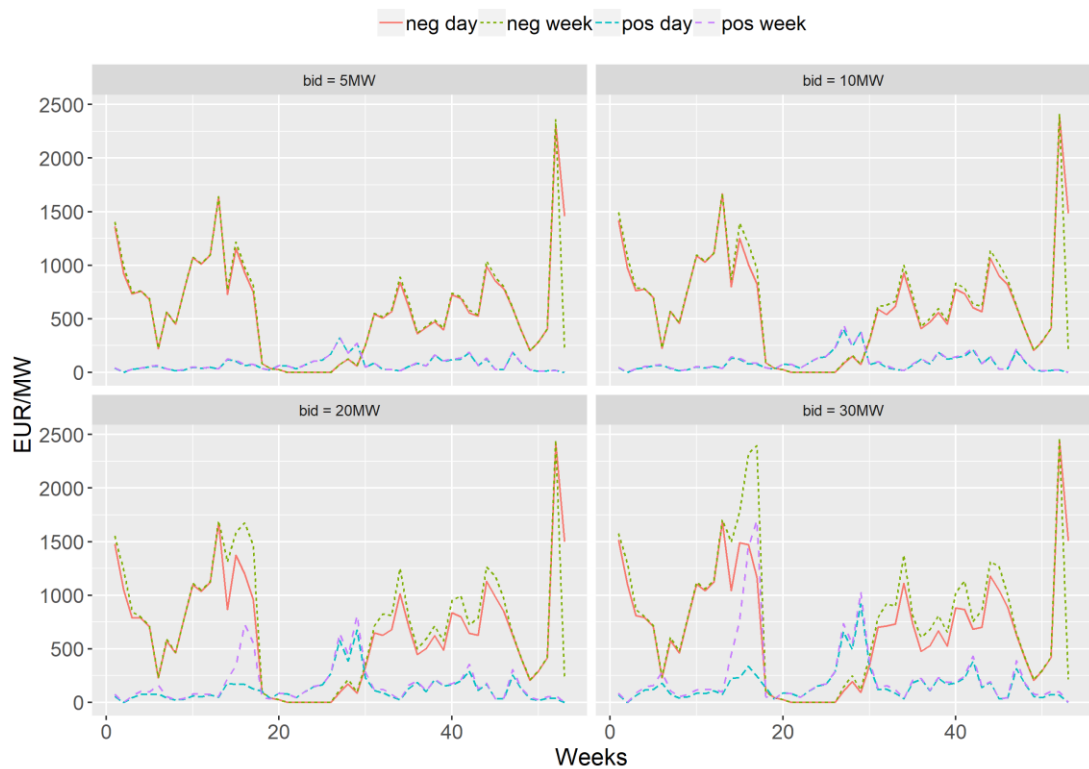 neg day neg week pos day pos week
bid = 5MW bid = 10MW
2500
2000
1500
1000
500
0
bid = 20MW bid = 30MW
2500
2000
1500
1000
500
0
EUR/MW
0 20 40 0 20 40
Weeks